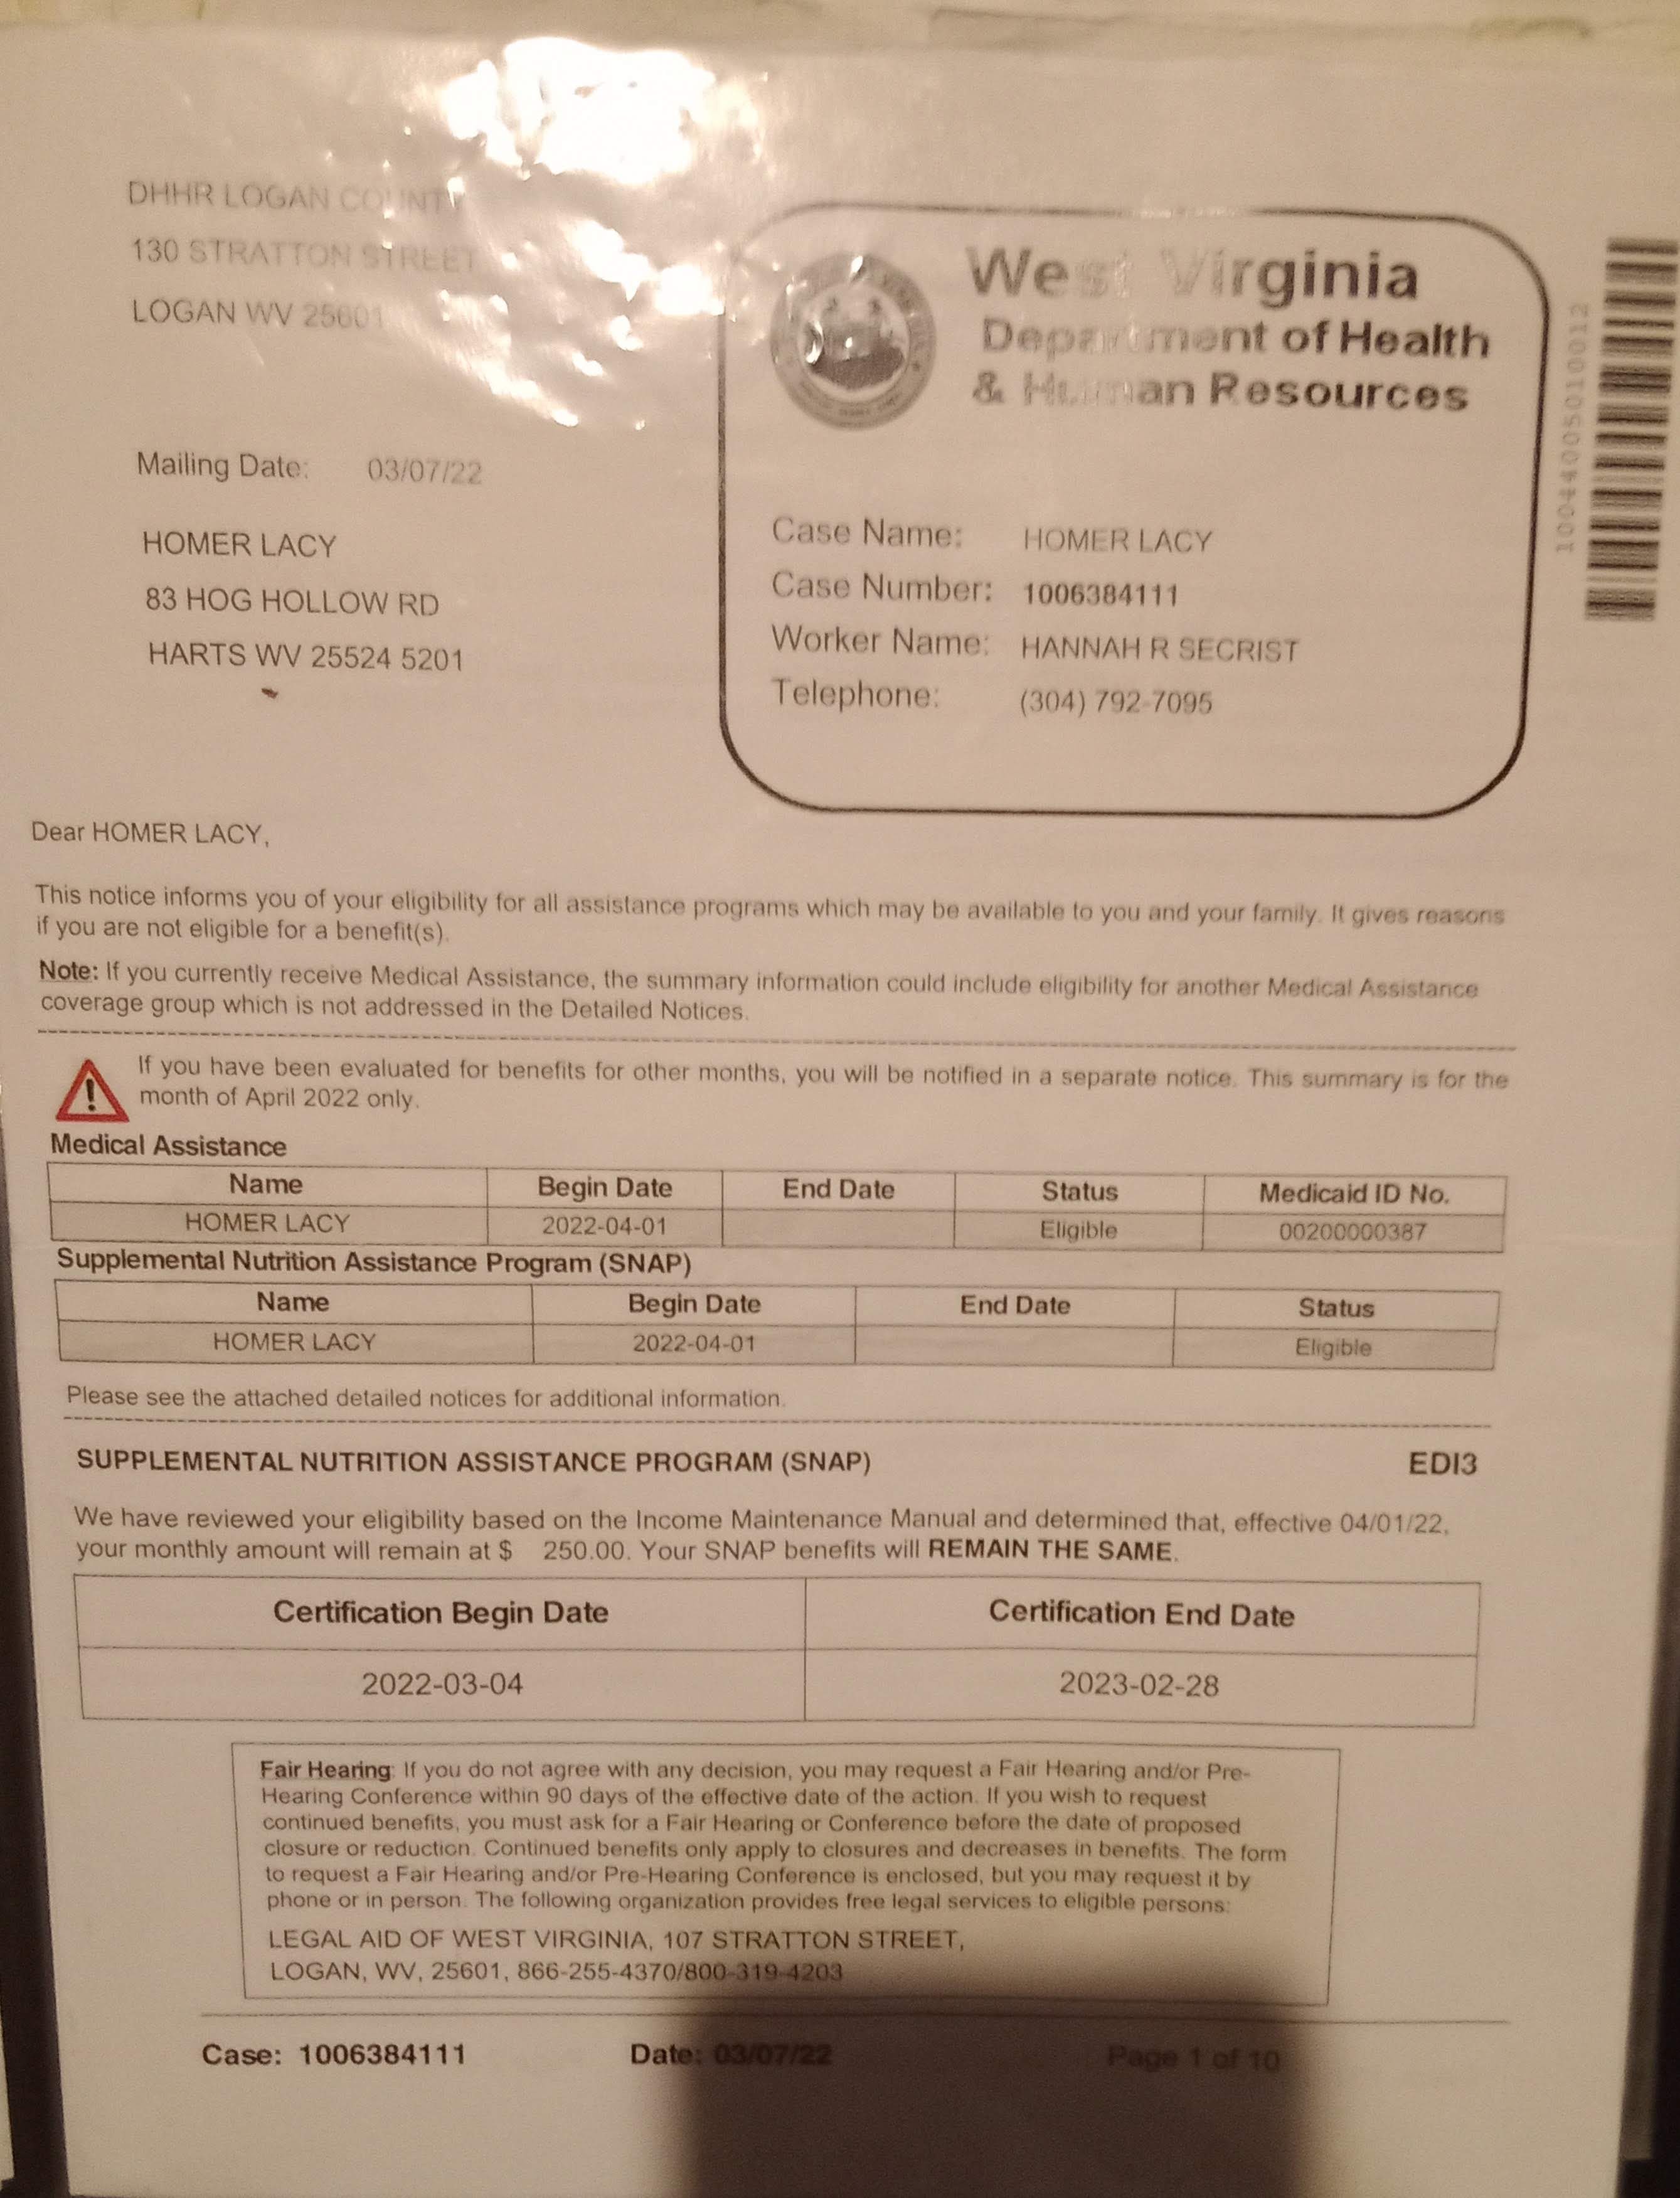 DHHR LOGAN COUNTY
130 STRATTON STREET
LOGAN WV 25601
West Virginia
Department of Health
& Human Resources
10044005010012
Mailing Date: 03/07/22
HOMER LACY
83 HOG HOLLOW RD
HARTS WV 25524 5201
Case Name: HOMER LACY
Case Number: 1006384111
Worker Name: HANNAH R SECRIST
Telephone: (304) 792-7095
Dear HOMER LACY,
This notice informs you of your eligibility for all assistance programs which may be available to you and your family. It gives reasons
if you are not eligible for a benefit(s).
Note: If you currently receive Medical Assistance, the summary information could include eligibility for another Medical Assistance
coverage group which is not addressed in the Detailed Notices.
If you have been evaluated for benefits for other months, you will be notified in a separate notice. This summary is for the
month of April 2022 only.
Medical Assistance
Name Begin Date End Date Status Medicaid ID No.
HOMER LACY 2022-04-01 Eligible 00200000387
Supplemental Nutrition Assistance Program (SNAP)
Name Begin Date End Date Status
HOMER LACY 2022-04-01 Eligible
Please see the attached detailed notices for additional information.
SUPPLEMENTAL NUTRITION ASSISTANCE PROGRAM (SNAP) EDI3
We have reviewed your eligibility based on the Income Maintenance Manual and determined that, effective 04/01/22,
your monthly amount will remain at $ 250.00. Your SNAP benefits will REMAIN THE SAME.
Certification Begin Date Certification End Date
2022-03-04 2023-02-28
Fair Hearing: If you do not agree with any decision, you may request a Fair Hearing and/or Pre-
Hearing Conference within 90 days of the effective date of the action. If you wish to request
continued benefits, you must ask for a Fair Hearing or Conference before the date of proposed
closure or reduction. Continued benefits only apply to closures and decreases in benefits. The form
to request a Fair Hearing and/or Pre-Hearing Conference is enclosed, but you may request it by
phone or in person. The following organization provides free legal services to eligible persons:
LEGAL AID OF WEST VIRGINIA, 107 STRATTON STREET,
LOGAN, WV, 25601, 866-255-4370/800-319-4203
Case: 1006384111 Date: 03/07/22 Page 1 of 10